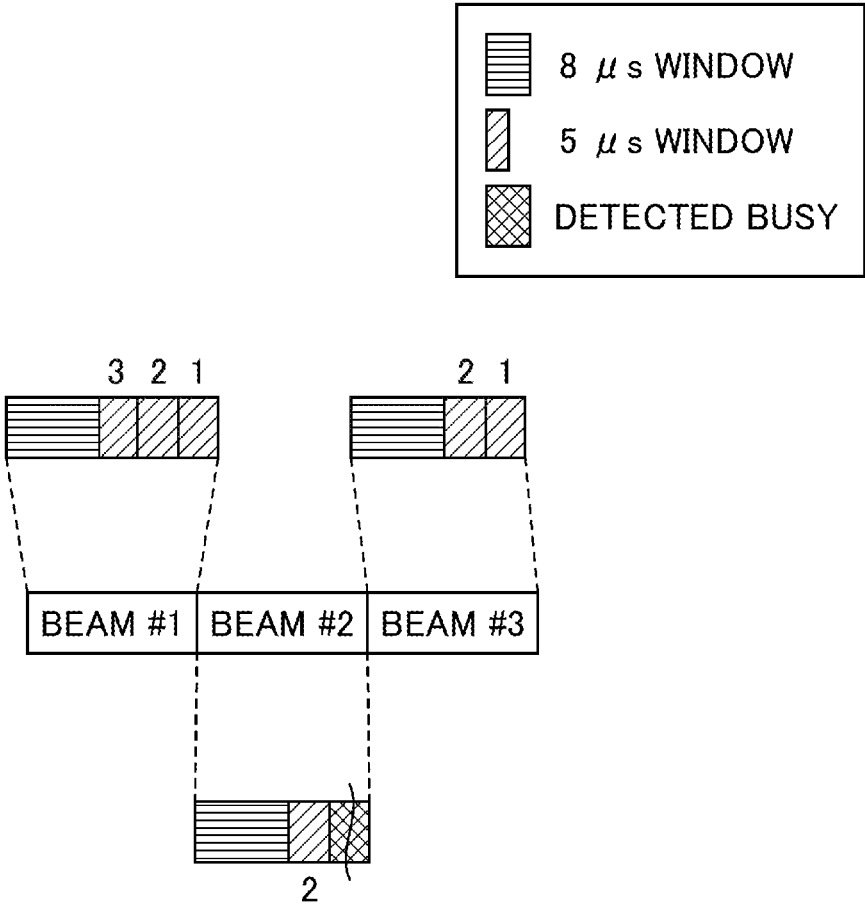 8 μs WINDOW
5 μs WINDOW
DETECTED BUSY
3 2 1
2 1
BEAM #1 BEAM #2 BEAM #3
2